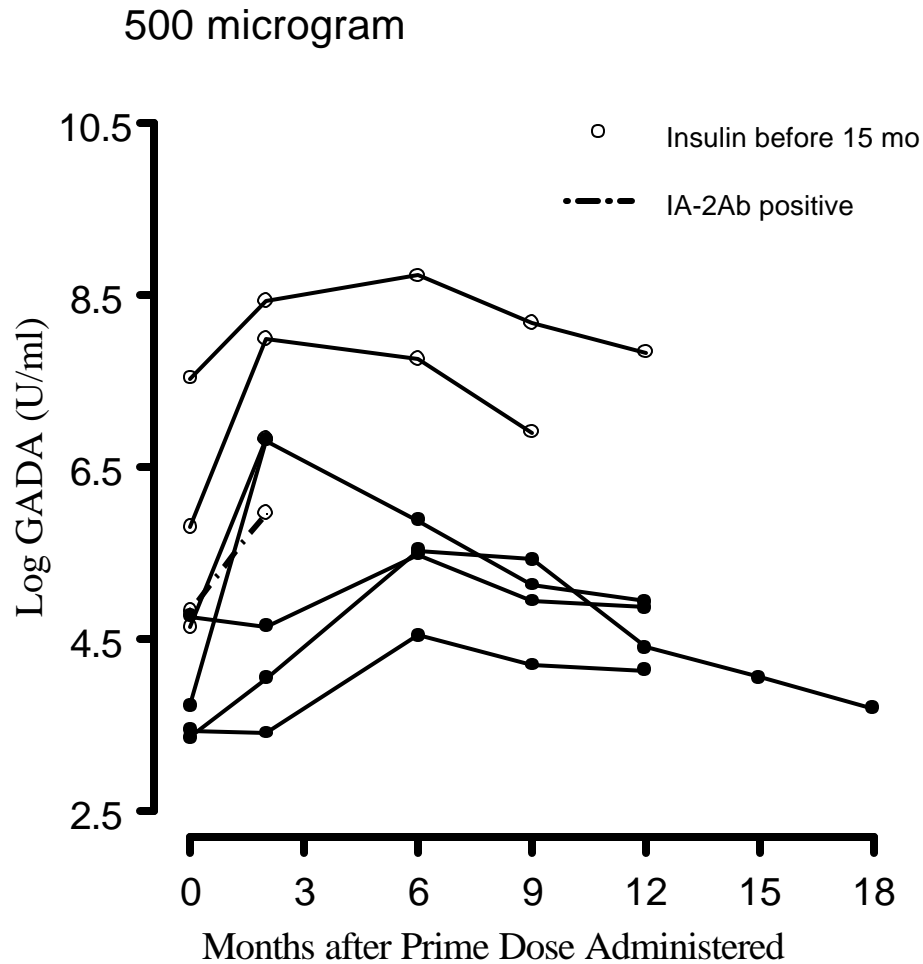 500 microgram
10.5
Insulin before 15 mo
IA-2Ab positive
8.5
6.5
4.5
2.5
Log GADA (U/ml)
0 3 6 9 12 15 18
Months after Prime Dose Administered